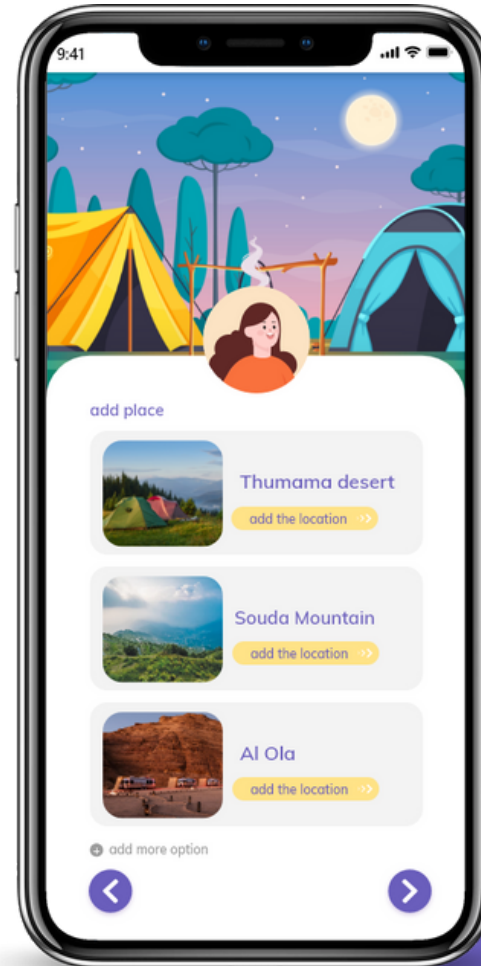 9:41
add place
Thumama desert
add the location
Souda Mountain
add the location
Al Ola
add the location
add more option